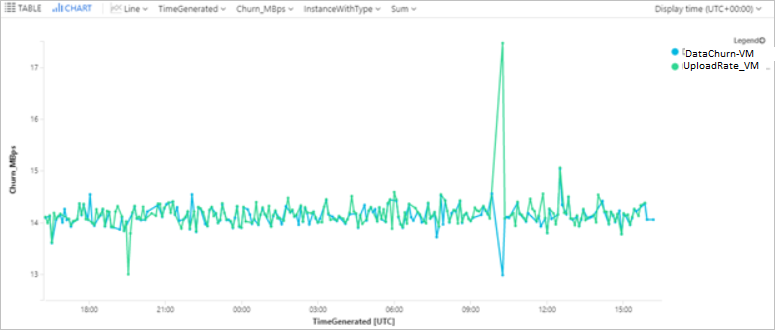 TABLE CHART Line TimeGenerated Churn_MBps InstanceWithType Sum Display time (UTC+00:00)
Legend
DataChurn-VM
UploadRate_VM
17
16
15
14
13
Churn_MBps
18:00 21:00 00:00 03:00 06:00 09:00 12:00 15:00
TimeGenerated [UTC]